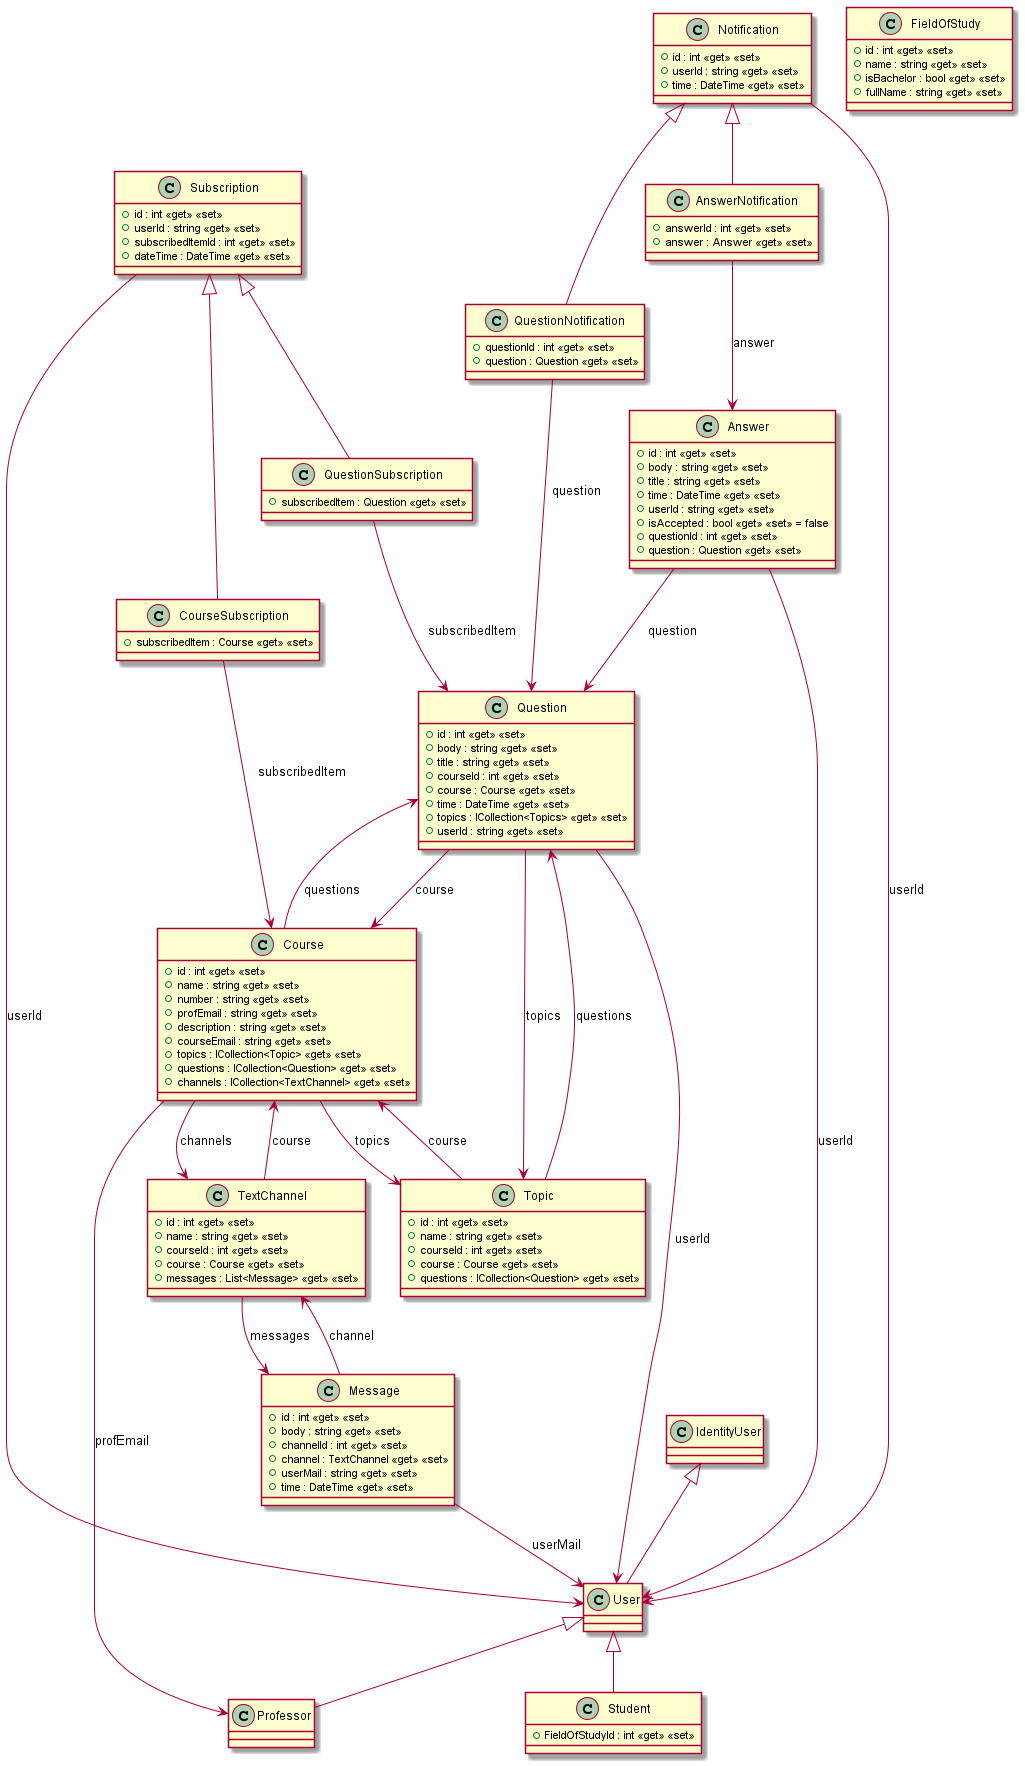 C Notification
id : int «get» «set»
userId : string «get» «set»
time : DateTime «get» «set»
C FieldOfStudy
id : int «get» «set»
name : string «get» «set»
isBachelor : bool «get» «set»
fullName : string «get» «set»
C Subscription
id : int «get» «set»
userId : string «get» «set»
subscribedItemId : int «get» «set»
dateTime : DateTime «get» «set»
C AnswerNotification
answerId : int «get» «set»
answer : Answer «get» «set»
C QuestionNotification
questionId : int «get» «set»
question : Question «get» «set»
answer
C Answer
id : int «get» «set»
body : string «get» «set»
title : string «get» «set»
time : DateTime «get» «set»
userId : string «get» «set»
isAccepted : bool «get» «set» = false
questionId : int «get» «set»
question : Question «get» «set»
C QuestionSubscription
subscribedItem : Question «get» «set»
question
C CourseSubscription
subscribedItem : Course «get» «set»
subscribedItem
question
C Question
id : int «get» «set»
body : string «get» «set»
title : string «get» «set»
courseId : int «get» «set»
course : Course «get» «set»
time : DateTime «get» «set»
topics : ICollection<Topics> «get» «set»
userId : string «get» «set»
subscribedItem
questions
course
userId
C Course
id : int «get» «set»
name : string «get» «set»
number : string «get» «set»
profEmail : string «get» «set»
description : string «get» «set»
courseEmail : string «get» «set»
topics : ICollection<Topic> «get» «set»
questions : ICollection<Question> «get» «set»
channels : ICollection<TextChannel> «get» «set»
userId
topics
questions
channels
course
topics
course
userId
C TextChannel
id : int «get» «set»
name : string «get» «set»
courseId : int «get» «set»
course : Course «get» «set»
messages : List<Message> «get» «set»
C Topic
id : int «get» «set»
name : string «get» «set»
courseId : int «get» «set»
course : Course «get» «set»
questions : ICollection<Question> «get» «set»
userId
messages
channel
C Message
id : int «get» «set»
body : string «get» «set»
channelId : int «get» «set»
channel : TextChannel «get» «set»
userMail : string «get» «set»
time : DateTime «get» «set»
profEmail
C IdentityUser
userMail
C User
C Professor
C Student
FieldOfStudyId : int «get» «set»